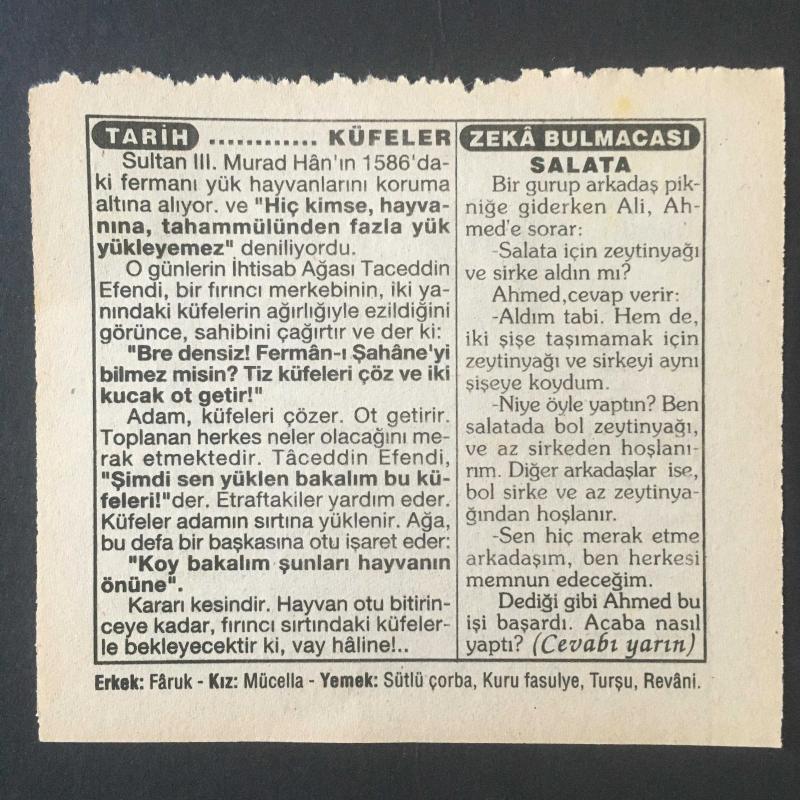 TARİH ............ KÜFELER
Sultan III. Murad Hân'ın 1586'da-
ki fermanı yük hayvanlarını koruma
altına alıyor. ve "Hiç kimse, hayva-
nına, tahammülünden fazla yük
yükleyemez" deniliyordu.
O günlerin İhtisab Ağası Taceddin
Efendi, bir fırıncı merkebinin, iki ya-
nındaki küfelerin ağırlığıyle ezildiğini
görünce, sahibini çağırtır ve der ki:
"Bre densiz! Fermân-ı Şahâne'yi
bilmez misin? Tiz küfeleri çöz ve iki
kucak ot getir!"
Adam, küfeleri çözer. Ot getirir.
Toplanan herkes neler olacağını me-
rak etmektedir. Tâceddin Efendi,
"Şimdi sen yüklen bakalım bu kü-
feleri!"der. Etraftakiler yardım eder.
Küfeler adamın sırtına yüklenir. Ağa,
bu defa bir başkasına otu işaret eder:
"Koy bakalım şunları hayvanın
önüne".
Kararı kesindir. Hayvan otu bitirin-
ceye kadar, fırıncı sırtındaki küfeler-
le bekleyecektir ki, vay hâline!..
ZEKÂ BULMACASI
SALATA
Bir gurup arkadaş pik-
niğe giderken Ali, Ah-
med'e sorar:
-Salata için zeytinyağı
ve sirke aldın mı?
Ahmed,cevap verir:
-Aldım tabi. Hem de,
iki şişe taşımamak için
zeytinyağı ve sirkeyi aynı
şişeye koydum.
-Niye öyle yaptın? Ben
salatada bol zeytinyağı,
ve az sirkeden hoşlanı-
rım. Diğer arkadaşlar ise,
bol sirke ve az zeytinya-
ğından hoşlanır.
-Sen hiç merak etme
arkadaşım, ben herkesi
memnun edeceğim.
Dediği gibi Ahmed bu
işi başardı. Acaba nasıl
yaptı? (Cevabı yarın)
Erkek: Fâruk - Kız: Mücella - Yemek: Sütlü çorba, Kuru fasulye, Turşu, Revâni.